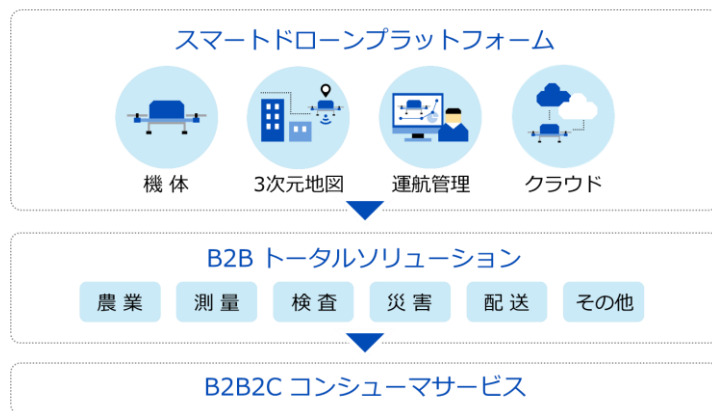 スマートドローンプラットフォーム
機 体 3次元地図 運航管理 クラウド
B2B トータルソリューション
農 業 測 量 検 査 災 害 配 送 その他
B2B2C コンシューマサービス